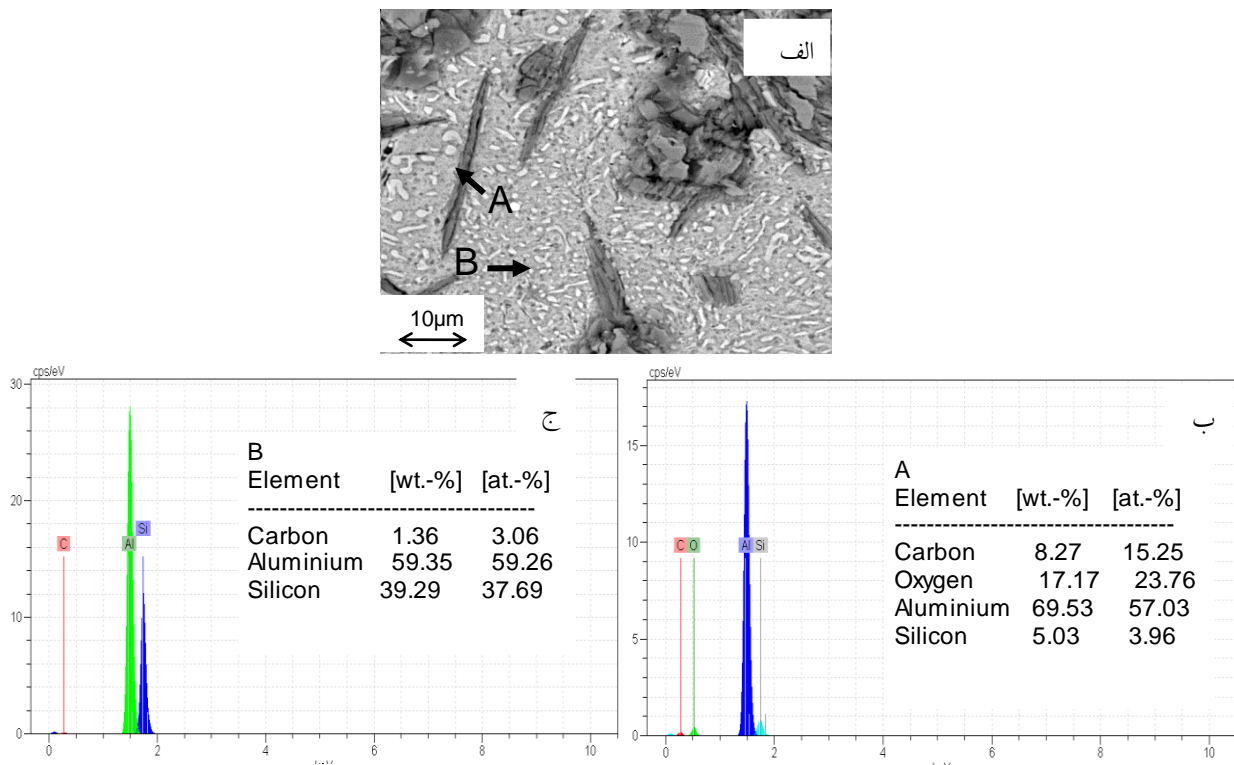 الف
A
B
10µm
cps/eV
30
20
10
0
0 2 4 6 8 10
ج
B
Element [wt.-%] [at.-%]
------------------------------------
Carbon 1.36 3.06
Aluminium 59.35 59.26
Silicon 39.29 37.69
C Al Si
cps/eV
15
10
5
0
0 2 4 6 8 10
ب
A
Element [wt.-%] [at.-%]
-----------------------------------
Carbon 8.27 15.25
Oxygen 17.17 23.76
Aluminium 69.53 57.03
Silicon 5.03 3.96
C O Al Si